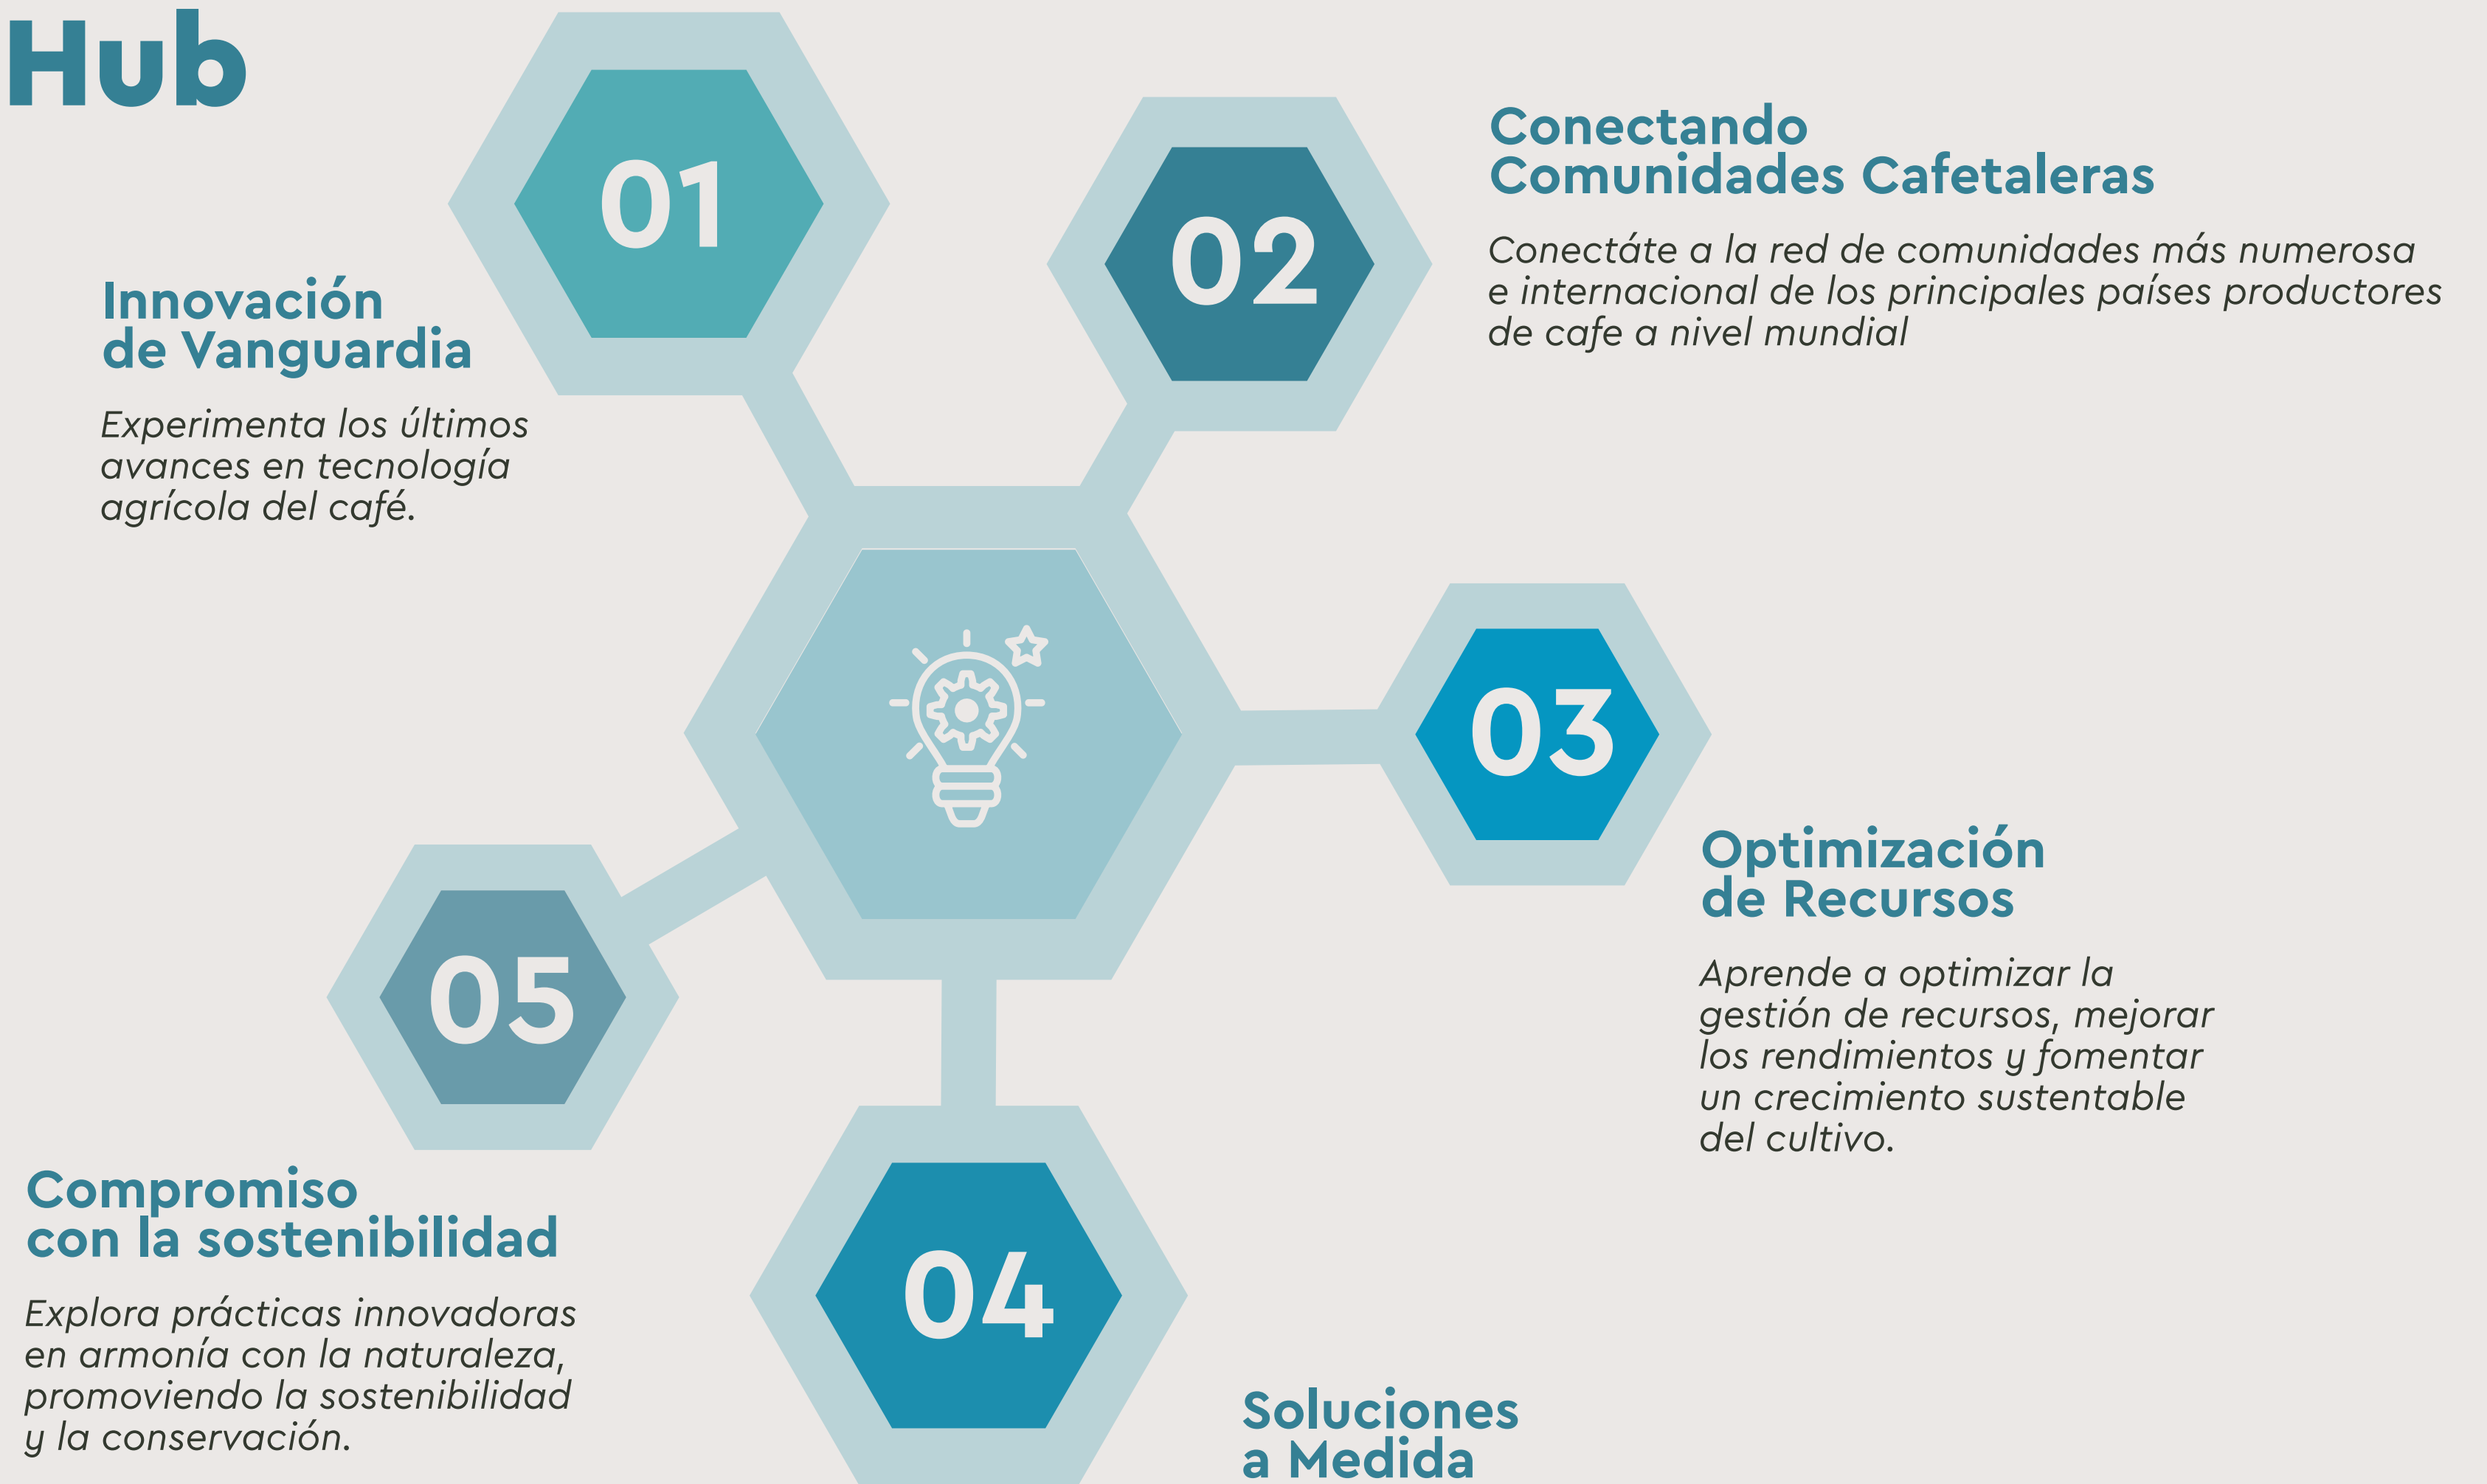 Hub
01
Innovación
de Vanguardia
Experimenta los últimos
avances en tecnología
agrícola del café.
02
Conectando
Comunidades Cafetaleras
Conectáte a la red de comunidades más numerosa
e internacional de los principales países productores
de cafe a nivel mundial
03
Optimización
de Recursos
Aprende a optimizar la
gestión de recursos, mejorar
los rendimientos y fomentar
un crecimiento sustentable
del cultivo.
04
Soluciones
a Medida
05
Compromiso
con la sostenibilidad
Explora prácticas innovadoras
en armonía con la naturaleza,
promoviendo la sostenibilidad
y la conservación.